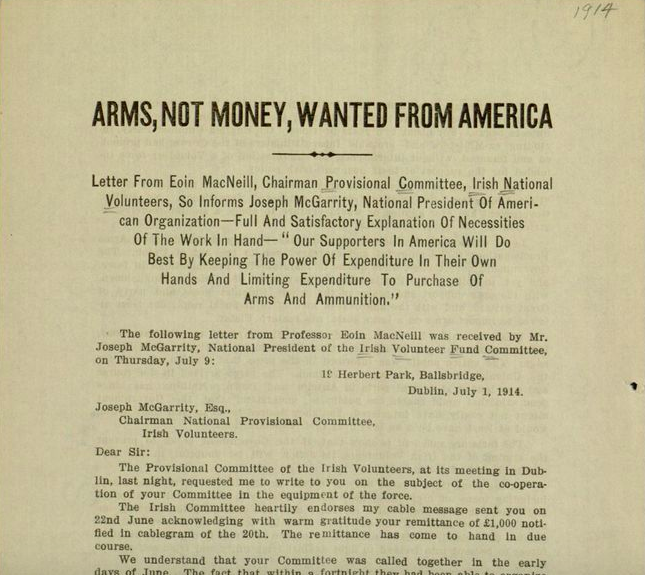 1914
ARMS, NOT MONEY, WANTED FROM AMERICA
Letter From Eoin MacNeill, Chairman Provisional Committee, Irish National
Volunteers, So Informs Joseph McGarrity, National President Of Ameri-
can Organization—Full And Satisfactory Explanation Of Necessities
Of The Work In Hand—" Our Supporters In America Will Do
Best By Keeping The Power Of Expenditure In Their Own
Hands And Limiting Expenditure To Purchase Of
Arms And Ammunition."
The following letter from Professor Eoin MacNeill was received by Mr.
Joseph McGarrity, National President of the Irish Volunteer Fund Committee,
on Thursday, July 9:
Herbert Park, Ballsbridge,
Dublin, July 1, 1914.
Joseph McGarrity, Esq.,
Chairman National Provisional Committee,
Irish Volunteers.
Dear Sir:
The Provisional Committee of the Irish Volunteers, at its meeting in Dub-
lin, last night, requested me to write to you on the subject of the co-opera-
tion of your Committee in the equipment of the force.
The Irish Committee heartily endorses my cable message sent you on
22nd June acknowledging with warm gratitude your remittance of £1,000 noti-
fied in cablegram of the 20th. The remittance has come to hand in due
course.
We understand that your Committee was called together in the early
days of June. The fact that within a fortnight they had been able to